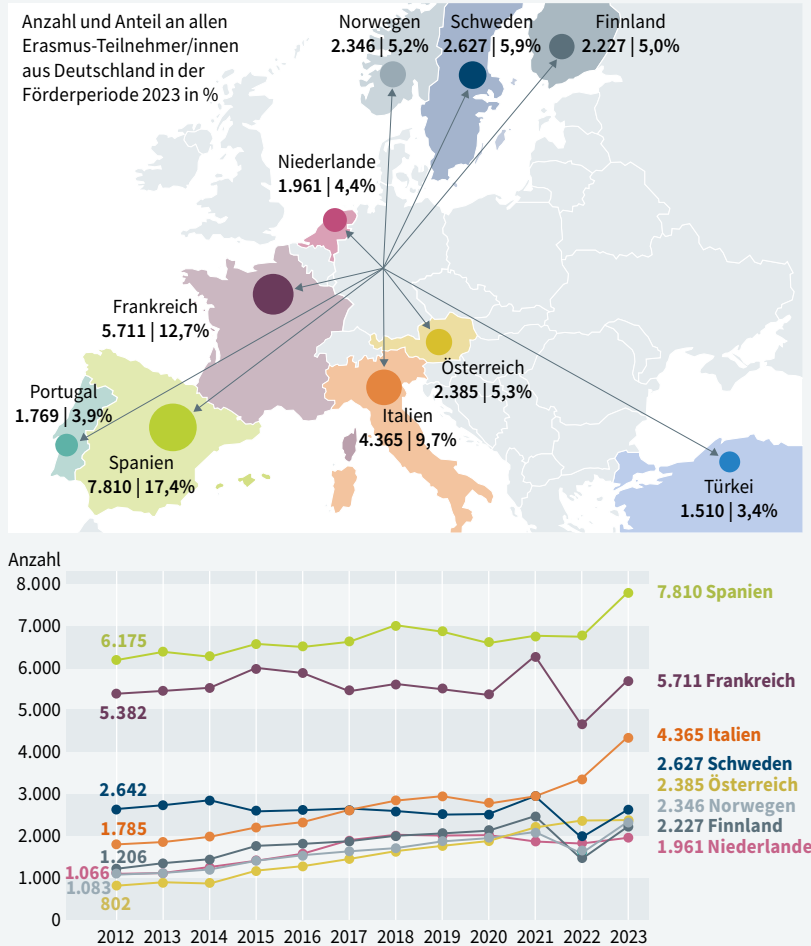 Anzahl und Anteil an allen
Erasmus-Teilnehmer/innen
aus Deutschland in der
Förderperiode 2023 in %
Norwegen
2.346 | 5,2%
Schweden
2.627 | 5,9%
Finnland
2.227 | 5,0%
Niederlande
1.961 | 4,4%
Frankreich
5.711 | 12,7%
Österreich
2.385 | 5,3%
Portugal
1.769 | 3,9%
Italien
4.365 | 9,7%
Spanien
7.810 | 17,4%
Türkei
1.510 | 3,4%
Anzahl
8.000
7.000
6.000
5.000
4.000
3.000
2.000
1.000
0
6.175
5.382
2.642
1.785
1.206
1.066
1.083
802
7.810 Spanien
5.711 Frankreich
4.365 Italien
2.627 Schweden
2.385 Österreich
2.346 Norwegen
2.227 Finnland
1.961 Niederlande
2012 2013 2014 2015 2016 2017 2018 2019 2020 2021 2022 2023